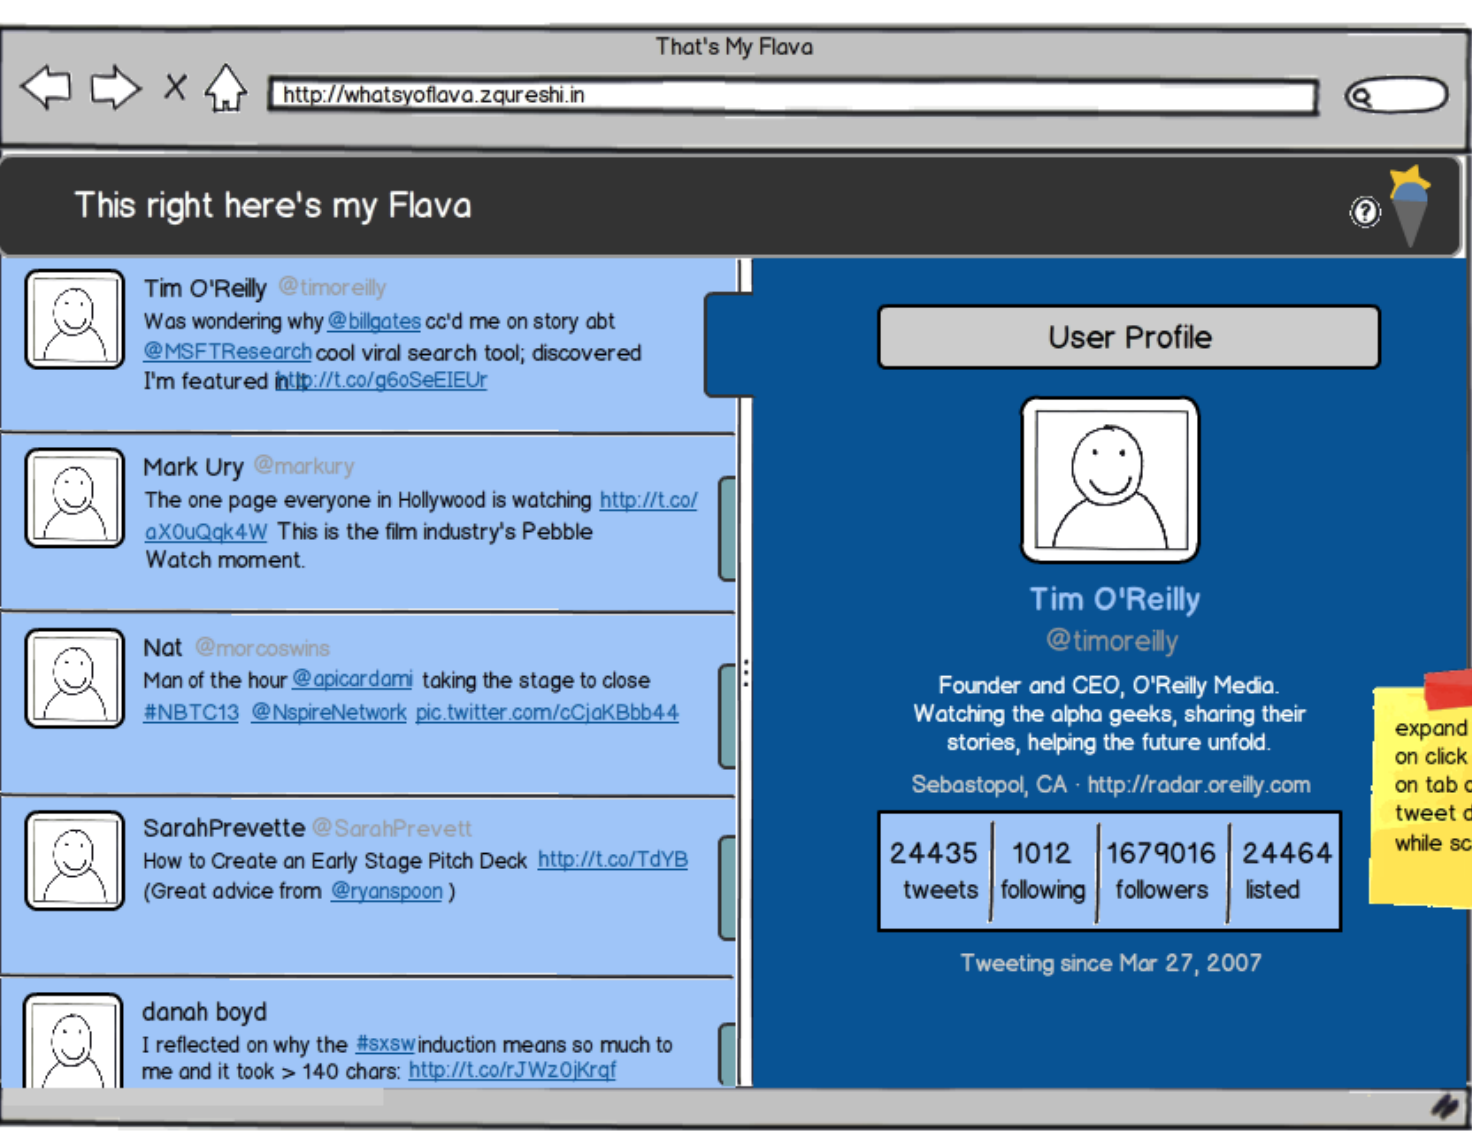 That's My Flava
http://whatsyoflava.zqureshi.in
This right here's my Flava
?
Tim O'Reilly @timoreilly
Was wondering why @billgates cc'd me on story abt
@MSFTResearch cool viral search tool; discovered
I'm featured in it http://t.co/g6oSeEIEUr
Mark Ury @markury
The one page everyone in Hollywood is watching http://t.co/
aX0uQqk4W This is the film industry's Pebble
Watch moment.
Nat @morcoswins
Man of the hour @apicardami taking the stage to close
#NBTC13 @NspireNetwork pic.twitter.com/cCjaKBbb44
SarahPrevette @SarahPrevett
How to Create an Early Stage Pitch Deck http://t.co/TdYB
(Great advice from @ryanspoon )
danah boyd
I reflected on why the #sxsw induction means so much to
me and it took > 140 chars: http://t.co/rJWz0jKrqf
User Profile
Tim O'Reilly
@timoreilly
Founder and CEO, O'Reilly Media.
Watching the alpha geeks, sharing their
stories, helping the future unfold.
Sebastopol, CA · http://radar.oreilly.com
24435 1012 1679016 24464
tweets following followers listed
Tweeting since Mar 27, 2007
expand
on click
on tab
tweet
while